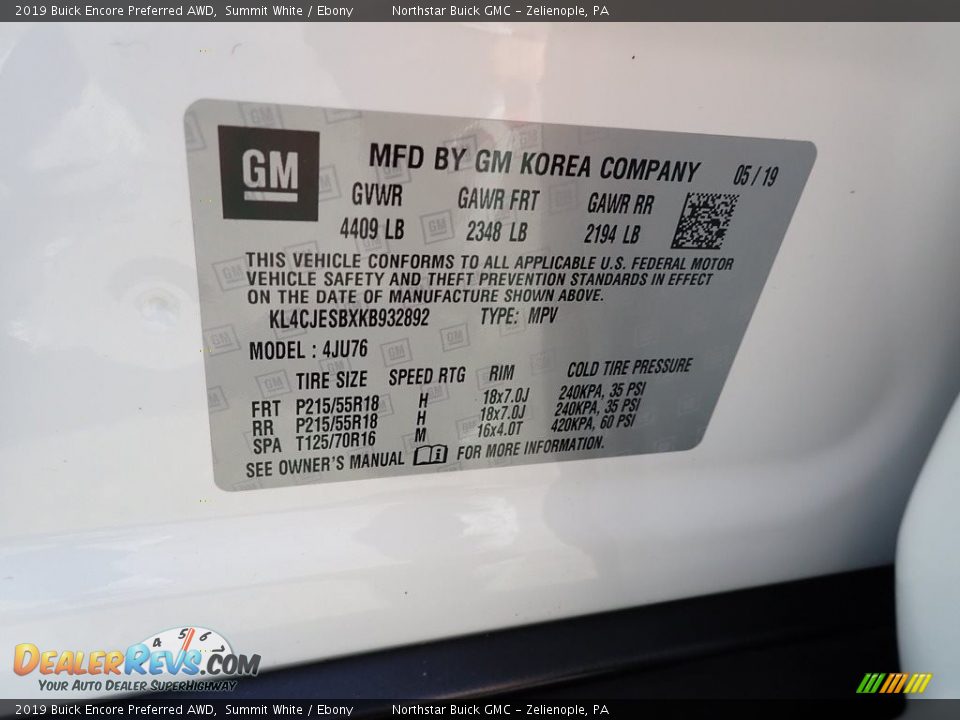 2019 Buick Encore Preferred AWD, Summit White / Ebony Northstar Buick GMC - Zelienople, PA
GM MFD BY GM KOREA COMPANY 05 / 19
GVWR GAWR FRT GAWR RR
4409 LB 2348 LB 2194 LB
THIS VEHICLE CONFORMS TO ALL APPLICABLE U.S. FEDERAL MOTOR
VEHICLE SAFETY AND THEFT PREVENTION STANDARDS IN EFFECT
ON THE DATE OF MANUFACTURE SHOWN ABOVE.
KL4CJESBXKB932892 TYPE: MPV
MODEL : 4JU76
TIRE SIZE SPEED RTG RIM COLD TIRE PRESSURE
FRT P215/55R18 H 18x7.0J 240KPA, 35 PSI
RR P215/55R18 H 18x7.0J 240KPA, 35 PSI
SPA T125/70R16 M 16x4.0T 420KPA, 60 PSI
SEE OWNER'S MANUAL FOR MORE INFORMATION.
4 5 6 7
DEALERREVS.COM
YOUR AUTO DEALER SUPERHIGHWAY
2019 Buick Encore Preferred AWD, Summit White / Ebony Northstar Buick GMC - Zelienople, PA